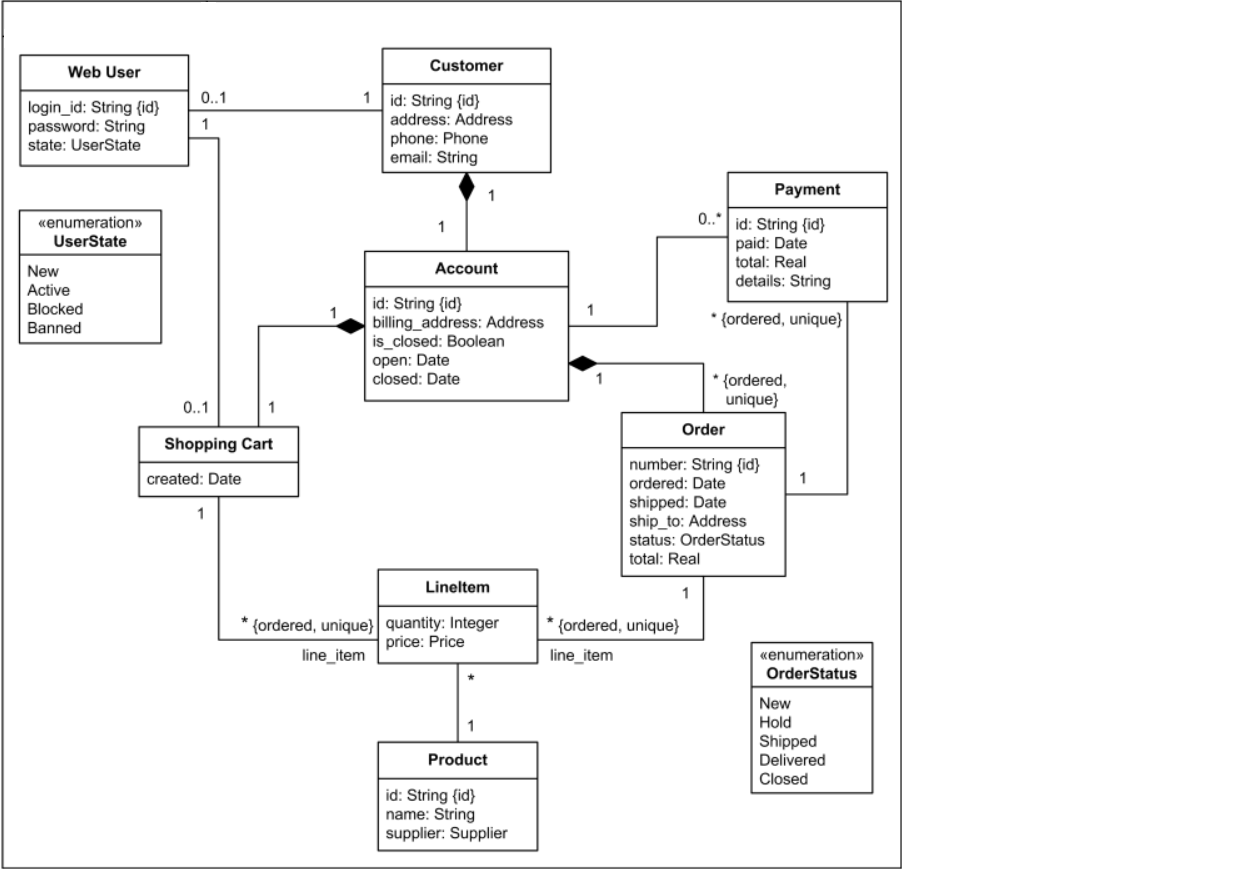 Web User
login_id: String {id}
password: String
state: UserState
0..1
1
1
Customer
id: String {id}
address: Address
phone: Phone
email: String
1
1
«enumeration»
UserState
New
Active
Blocked
Banned
Payment
id: String {id}
paid: Date
total: Real
details: String
0..*
* {ordered, unique}
Account
id: String {id}
billing_address: Address
is_closed: Boolean
open: Date
closed: Date
1
1
1
* {ordered,
unique}
0..1
1
Shopping Cart
created: Date
1
Order
number: String {id}
ordered: Date
shipped: Date
ship_to: Address
status: OrderStatus
total: Real
1
1
LineItem
quantity: Integer
price: Price
* {ordered, unique}
line_item
* {ordered, unique}
line_item
*
1
Product
id: String {id}
name: String
supplier: Supplier
«enumeration»
OrderStatus
New
Hold
Shipped
Delivered
Closed